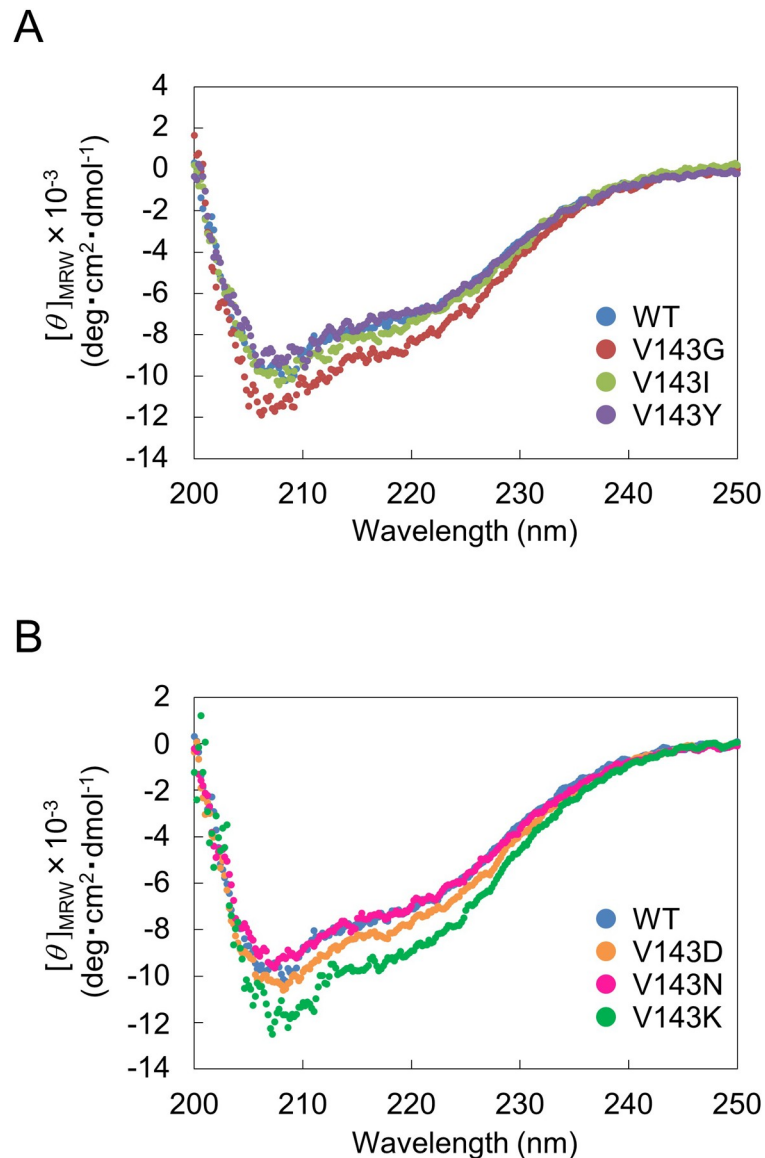 A
4
2
0
-2
-4
-6
-8
-10
-12
-14
[θ]MRW × 10-3
(deg・cm2・dmol-1)
WT
V143G
V143I
V143Y
200 210 220 230 240 250
Wavelength (nm)
B
2
0
-2
-4
-6
-8
-10
-12
-14
[θ]MRW × 10-3
(deg・cm2・dmol-1)
WT
V143D
V143N
V143K
200 210 220 230 240 250
Wavelength (nm)